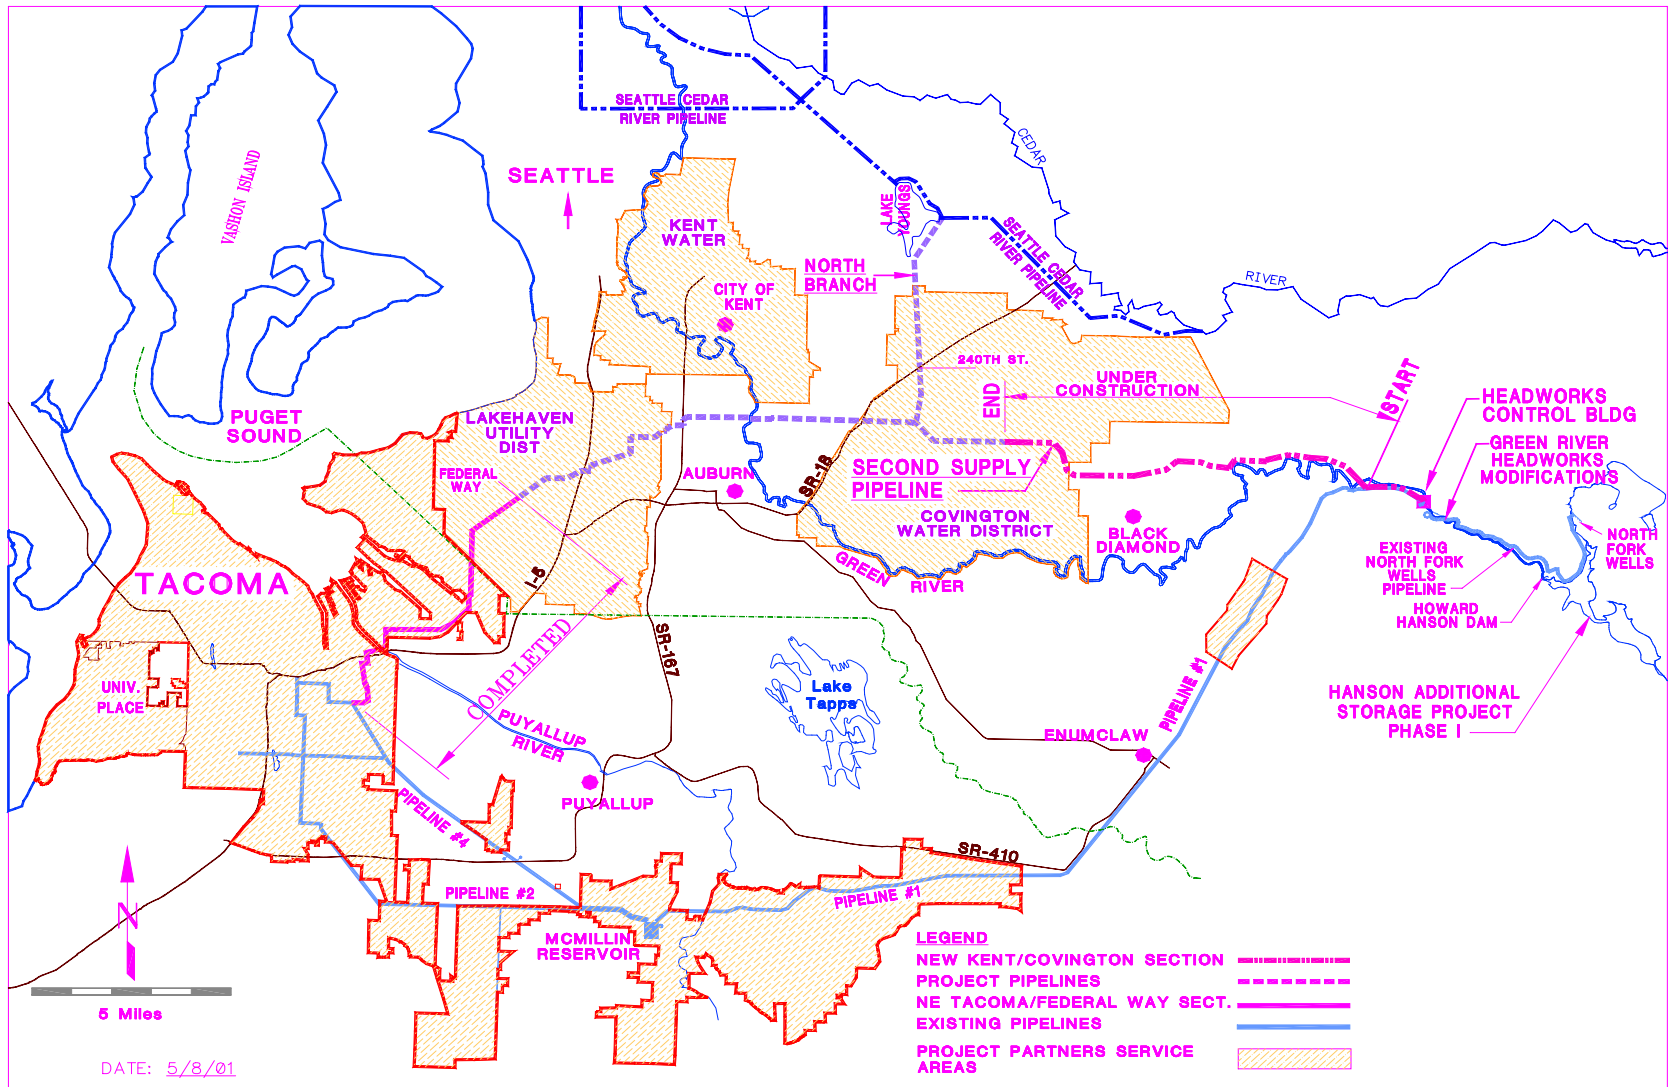 SEATTLE CEDAR
RIVER PIPELINE
CEDAR
VASHON ISLAND
SEATTLE
LAKE
YOUNGS
KENT
WATER
SEATTLE CEDAR
RIVER PIPELINE
NORTH
BRANCH
RIVER
CITY OF
KENT
240TH ST.
UNDER
CONSTRUCTION
END
START
HEADWORKS
CONTROL BLDG
PUGET
SOUND
LAKEHAVEN
UTILITY
DIST
GREEN RIVER
HEADWORKS
MODIFICATIONS
FEDERAL
WAY
AUBURN
SR-18
SECOND SUPPLY
PIPELINE
COVINGTON
WATER DISTRICT
BLACK
DIAMOND
NORTH
FORK
WELLS
EXISTING
NORTH FORK
WELLS
PIPELINE
HOWARD
HANSON DAM
TACOMA
I-5
GREEN
RIVER
COMPLETED
SR-167
UNIV.
PLACE
Lake
Tapps
PIPELINE #1
HANSON ADDITIONAL
STORAGE PROJECT
PHASE I
PUYALLUP
RIVER
ENUMCLAW
PUYALLUP
PIPELINE #4
SR-410
PIPELINE #2
PIPELINE #1
N
MCMILLIN
RESERVOIR
5 Miles
DATE: 5/8/01
LEGEND
NEW KENT/COVINGTON SECTION
PROJECT PIPELINES
NE TACOMA/FEDERAL WAY SECT.
EXISTING PIPELINES
PROJECT PARTNERS SERVICE
AREAS